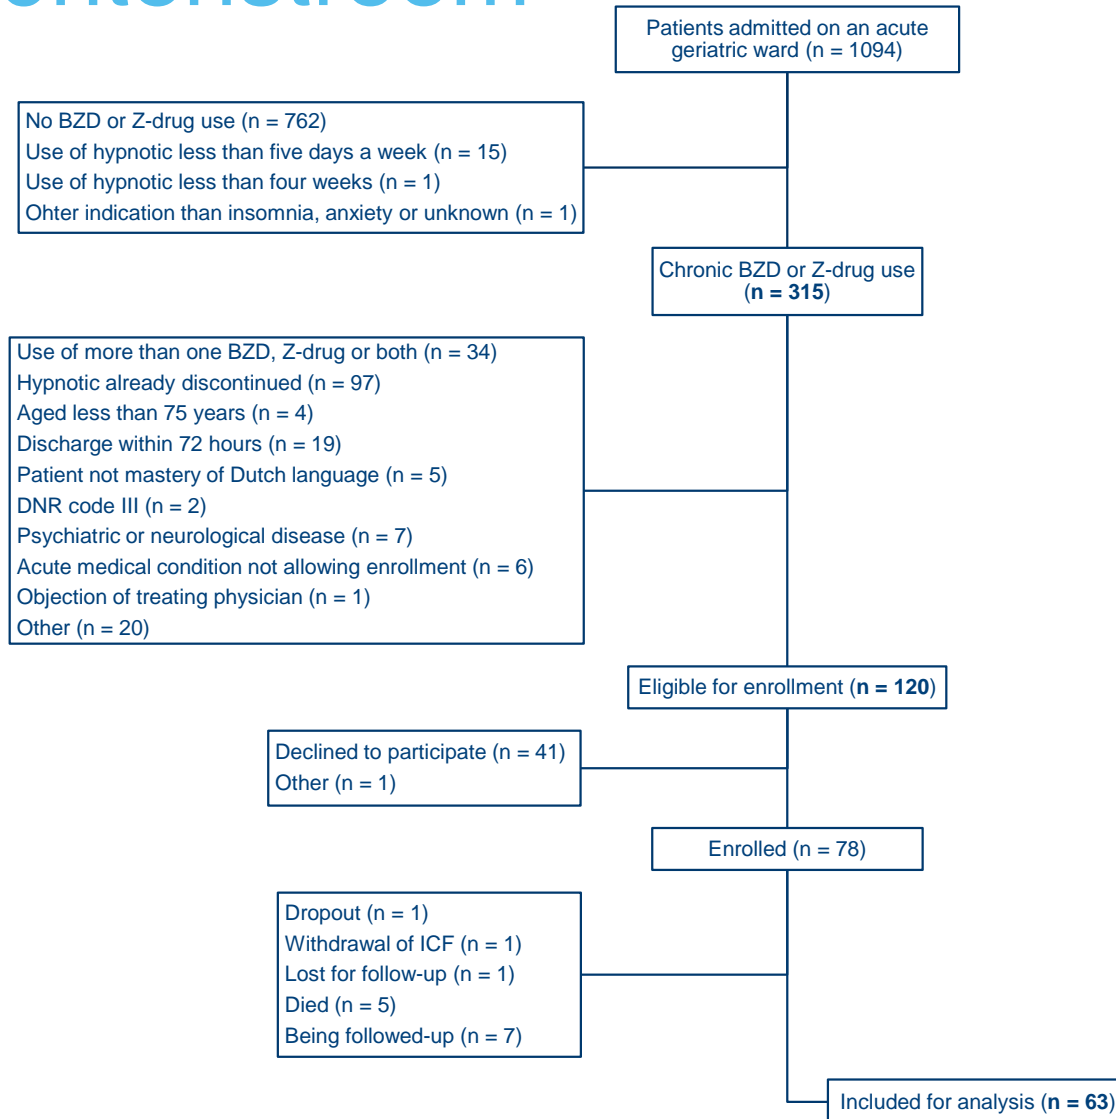 Patients admitted on an acute
geriatric ward (n = 1094)
No BZD or Z-drug use (n = 762)
Use of hypnotic less than five days a week (n = 15)
Use of hypnotic less than four weeks (n = 1)
Ohter indication than insomnia, anxiety or unknown (n = 1)
Chronic BZD or Z-drug use
(n = 315)
Use of more than one BZD, Z-drug or both (n = 34)
Hypnotic already discontinued (n = 97)
Aged less than 75 years (n = 4)
Discharge within 72 hours (n = 19)
Patient not mastery of Dutch language (n = 5)
DNR code III (n = 2)
Psychiatric or neurological disease (n = 7)
Acute medical condition not allowing enrollment (n = 6)
Objection of treating physician (n = 1)
Other (n = 20)
Eligible for enrollment (n = 120)
Declined to participate (n = 41)
Other (n = 1)
Enrolled (n = 78)
Dropout (n = 1)
Withdrawal of ICF (n = 1)
Lost for follow-up (n = 1)
Died (n = 5)
Being followed-up (n = 7)
Included for analysis (n = 63)